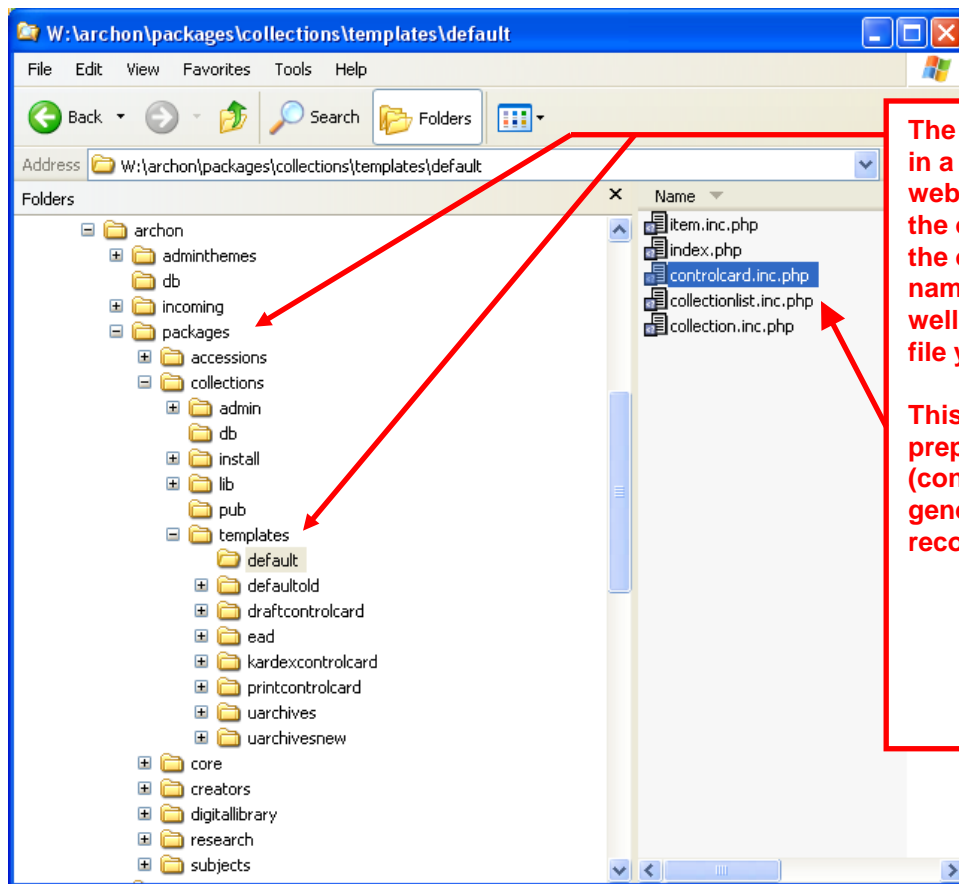 W:\archon\packages\collections\templates\default
File Edit View Favorites Tools Help
Back Search Folders
Address W:\archon\packages\collections\templates\default
Folders
archon
adminthemes
db
incoming
packages
accessions
collections
admin
db
install
lib
pub
templates
default
defaultold
draftcontrolcard
ead
kardexcontrolcard
printcontrolcard
uarchives
uarchivesnew
core
creators
digitallibrary
research
subjects
Name
item.inc.php
index.php
controlcard.inc.php
collectionlist.inc.php
collection.inc.php
The
in a
web
the
the
nam
well
file
This
prep
(con
gene
reco